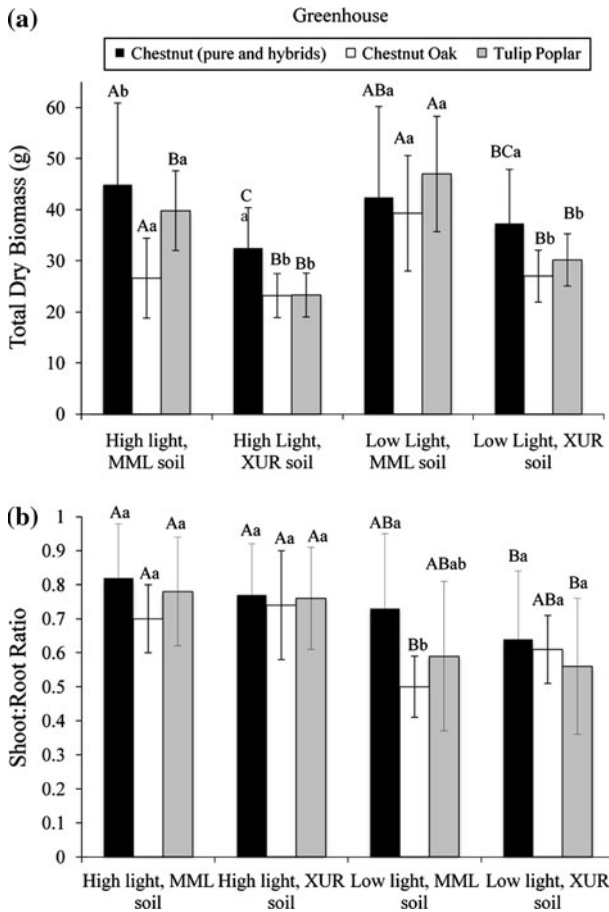 Greenhouse
(a)
Chestnut (pure and hybrids) Chestnut Oak Tulip Poplar
Total Dry Biomass (g)
60
50
40
30
20
10
0
Ab Aa Ba
C
a Bb Bb
ABa Aa Aa
BCa Bb Bb
High light,
MML soil
High Light,
XUR soil
Low Light,
MML soil
Low Light, XUR
soil
(b)
Shoot:Root Ratio
1
0.9
0.8
0.7
0.6
0.5
0.4
0.3
0.2
0.1
0
Aa Aa Aa
Aa Aa Aa
ABa Bb ABab
Ba ABa Ba
High light, MML
soil
High light, XUR
soil
Low light, MML
soil
Low light, XUR
soil